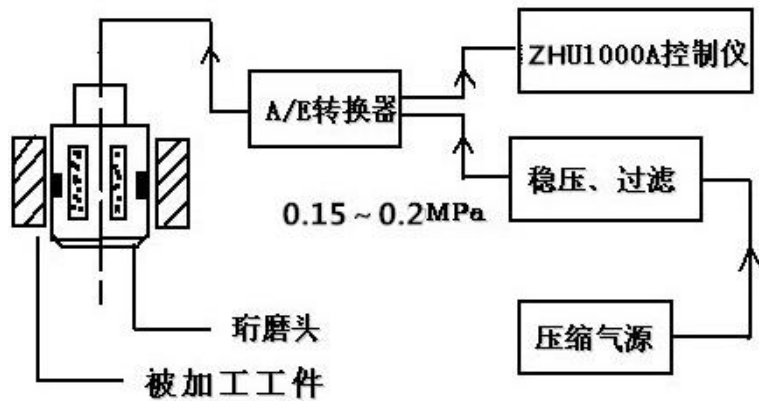 ZHU1000A控制仪
A/E转换器
稳压、过滤
0.15~0.2MPa
珩磨头
压缩气源
被加工工件